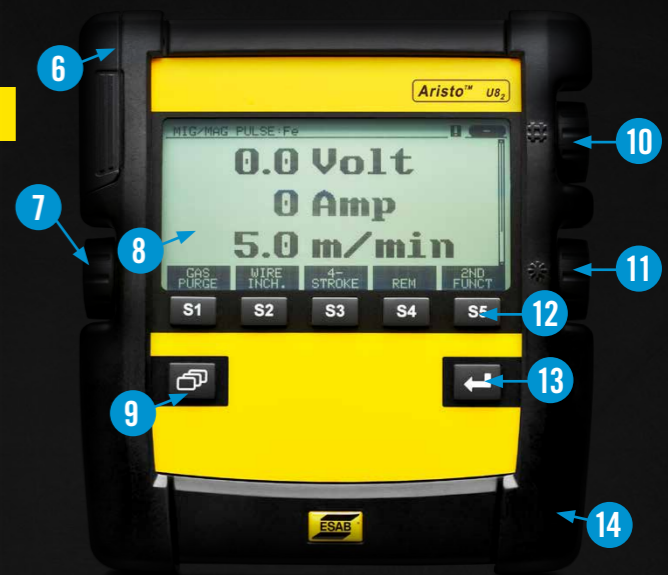 6
Aristo™ U8₂
MIG/MAG PULSE:Fe
10
0.0 Volt
7
0 Amp
8
5.0 m/min
11
GAS PURGE WIRE INCH. 4-STROKE REM 2ND FUNCT
S1 S2 S3 S4 S5
12
13
9
ESAB
14